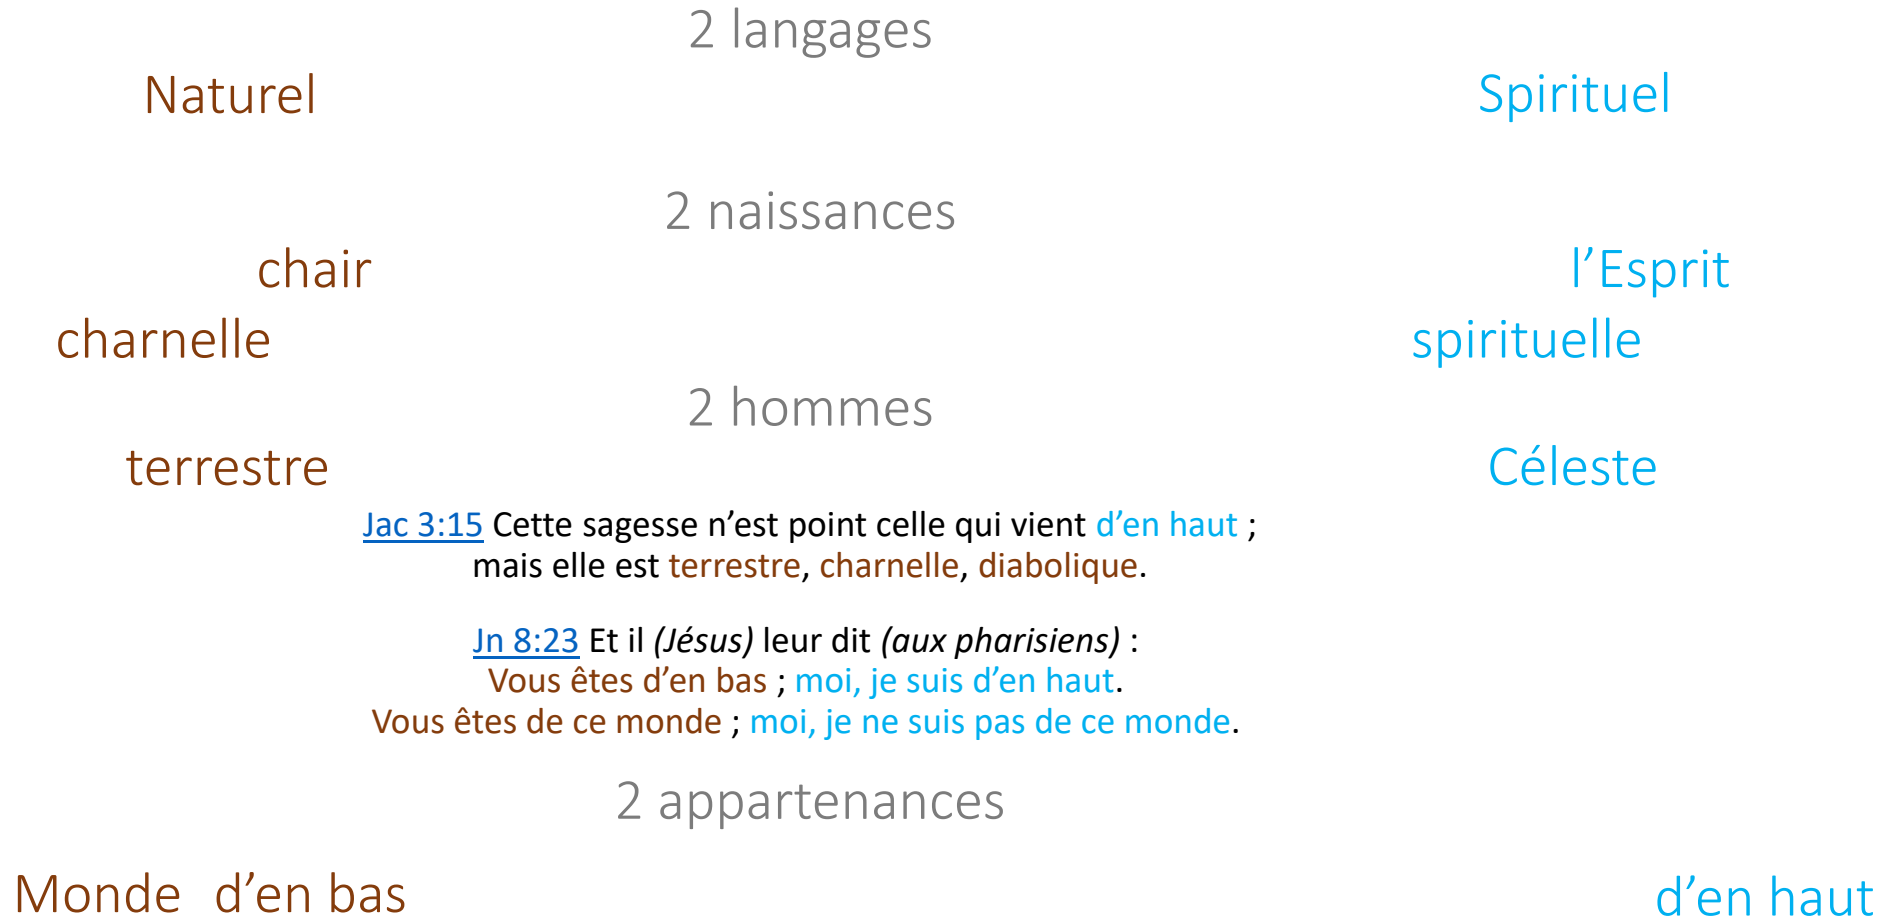 2 langages
Naturel Spirituel
2 naissances
chair l’Esprit
charnelle spirituelle
2 hommes
terrestre Céleste
Jac 3:15 Cette sagesse n’est point celle qui vient d’en haut ;
mais elle est terrestre, charnelle, diabolique.
Jn 8:23 Et il (Jésus) leur dit (aux pharisiens) :
Vous êtes d’en bas ; moi, je suis d’en haut.
Vous êtes de ce monde ; moi, je ne suis pas de ce monde.
2 appartenances
Monde d’en bas d’en haut